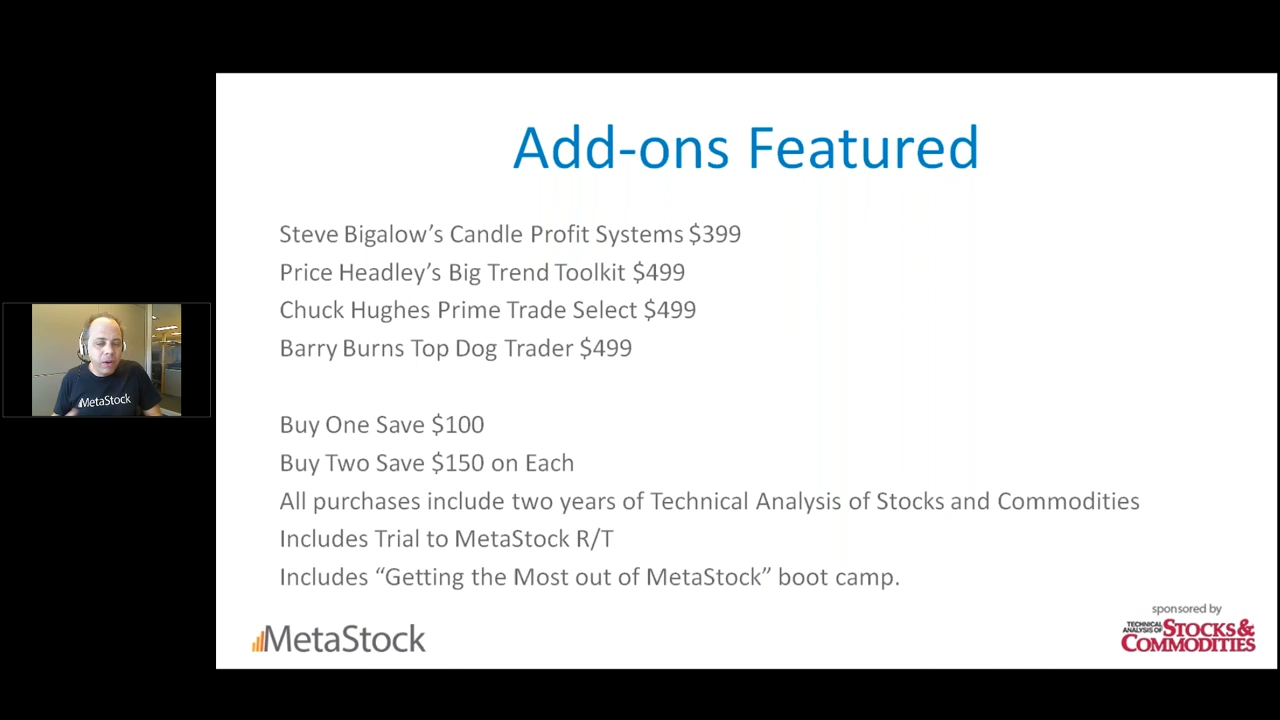 Add-ons Featured
Steve Bigalow’s Candle Profit Systems $399
Price Headley’s Big Trend Toolkit $499
Chuck Hughes Prime Trade Select $499
Barry Burns Top Dog Trader $499
Buy One Save $100
Buy Two Save $150 on Each
All purchases include two years of Technical Analysis of Stocks and Commodities
Includes Trial to MetaStock R/T
Includes “Getting the Most out of MetaStock” boot camp.
MetaStock
MetaStock
sponsored by
TECHNICAL
ANALYSIS OF STOCKS &
COMMODITIES